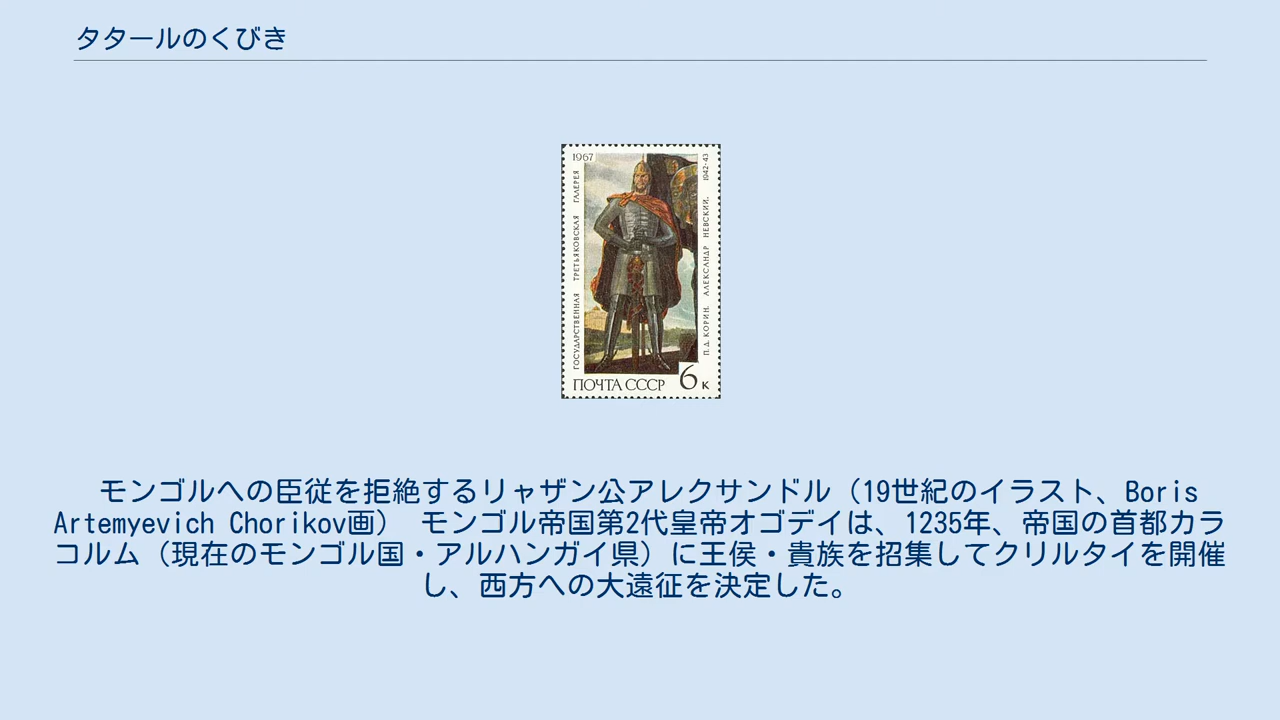 タタールのくびき
1967
ГОСУДАРСТВЕННАЯ ТРЕТЬЯКОВСКАЯ ГАЛЕРЕЯ
П.Д. КОРИН. АЛЕКСАНДР НЕВСКИЙ. 1942-43
ПОЧТА СССР 6 к
モンゴルへの臣従を拒絶するリャザン公アレクサンドル（19世紀のイラスト、Boris
Artemyevich Chorikov画） モンゴル帝国第2代皇帝オゴデイは、1235年、帝国の首都カラ
コルム（現在のモンゴル国・アルハンガイ県）に王侯・貴族を招集してクリルタイを開催
し、西方への大遠征を決定した。